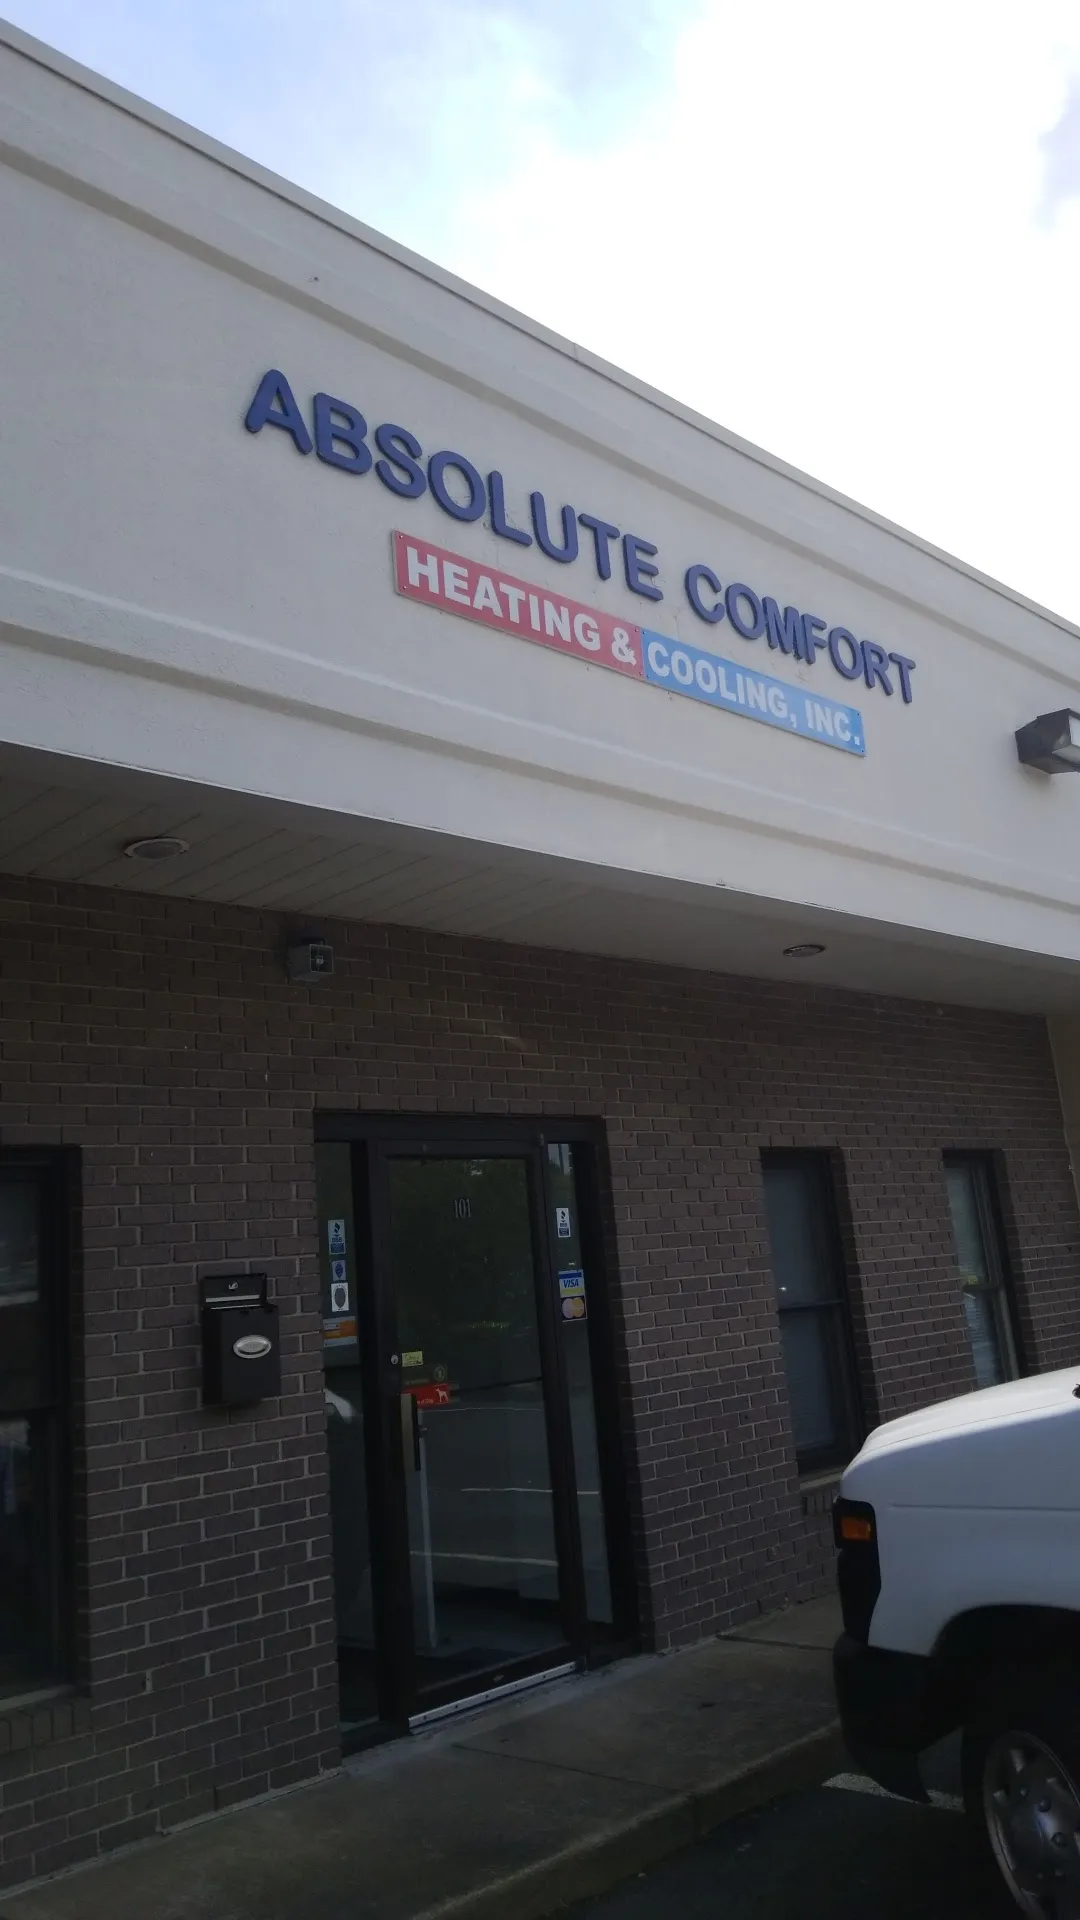 ABSOLUTE COMFORT
HEATING & COOLING, INC.
101
VISA